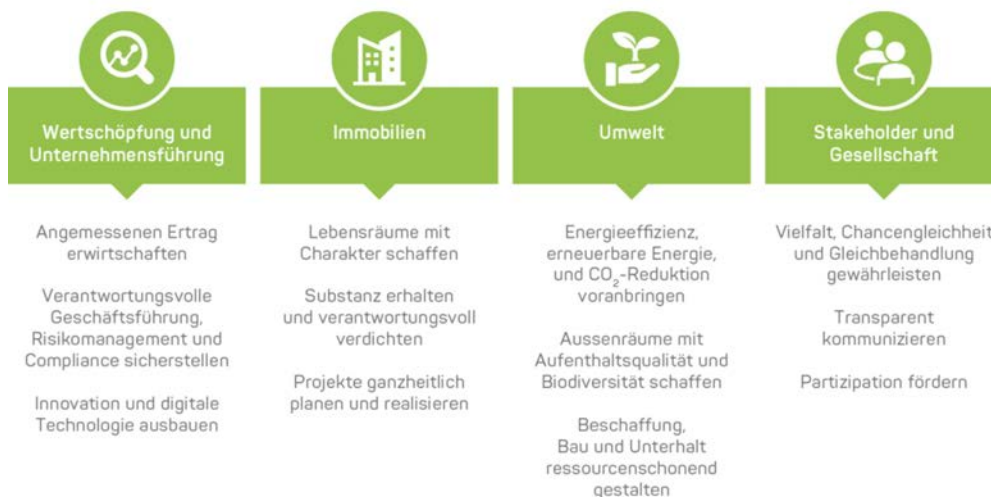 Wertschöpfung und
Unternehmensführung
Angemessenen Ertrag
erwirtschaften
Verantwortungsvolle
Geschäftsführung,
Risikomanagement und
Compliance sicherstellen
Innovation und digitale
Technologie ausbauen
Immobilien
Lebensräume mit
Charakter schaffen
Substanz erhalten
und verantwortungsvoll
verdichten
Projekte ganzheitlich
planen und realisieren
Umwelt
Energieeffizienz,
erneuerbare Energie,
und CO₂-Reduktion
voranbringen
Aussenräume mit
Aufenthaltsqualität und
Biodiversität schaffen
Beschaffung,
Bau und Unterhalt
ressourcenschonend
gestalten
Stakeholder und
Gesellschaft
Vielfalt, Chancengleichheit
und Gleichbehandlung
gewährleisten
Transparent
kommunizieren
Partizipation fördern